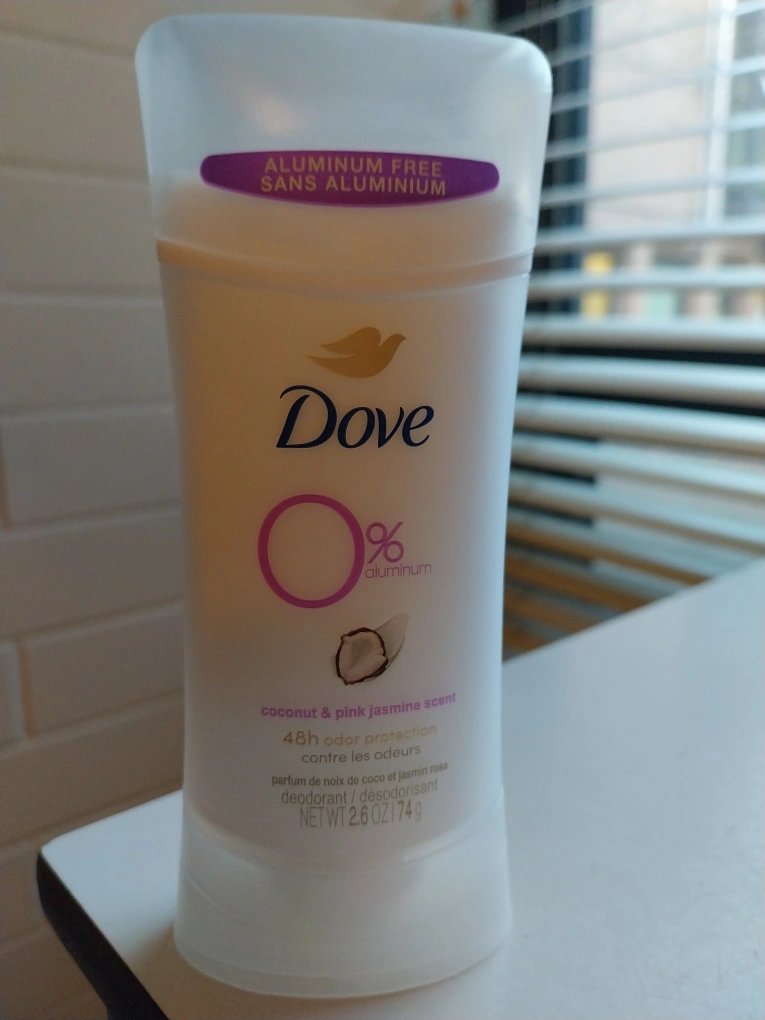 ALUMINUM FREE
SANS ALUMINIUM
Dove
0%
aluminum
coconut & pink jasmine scent
48h odor protection
contre les odeurs
parfum de noix de coco et jasmin rose
deodorant / désodorisant
NET WT 2.6 OZ | 74 g